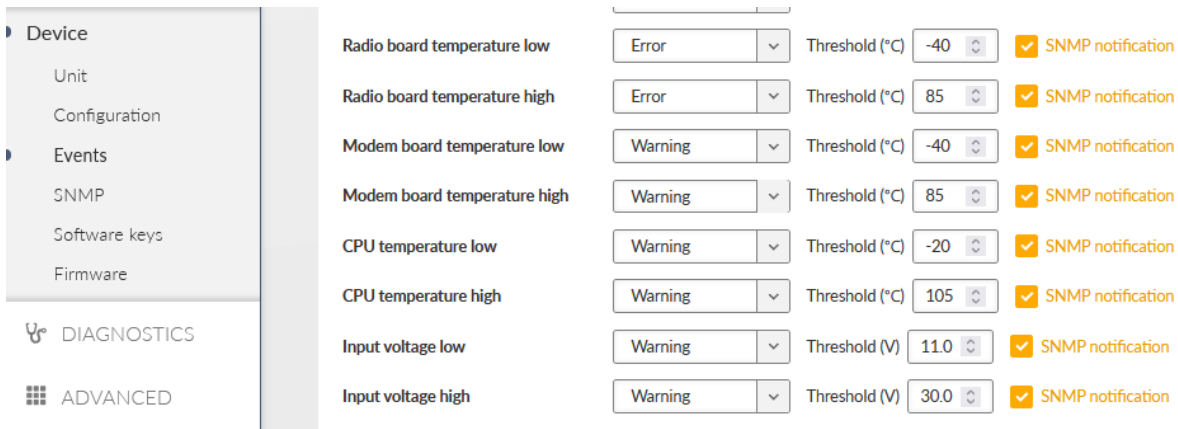 Device
Unit
Configuration
Events
SNMP
Software keys
Firmware
DIAGNOSTICS
ADVANCED
Radio board temperature low Error Threshold (°C) -40 SNMP notification
Radio board temperature high Error Threshold (°C) 85 SNMP notification
Modem board temperature low Warning Threshold (°C) -40 SNMP notification
Modem board temperature high Warning Threshold (°C) 85 SNMP notification
CPU temperature low Warning Threshold (°C) -20 SNMP notification
CPU temperature high Warning Threshold (°C) 105 SNMP notification
Input voltage low Warning Threshold (V) 11.0 SNMP notification
Input voltage high Warning Threshold (V) 30.0 SNMP notification